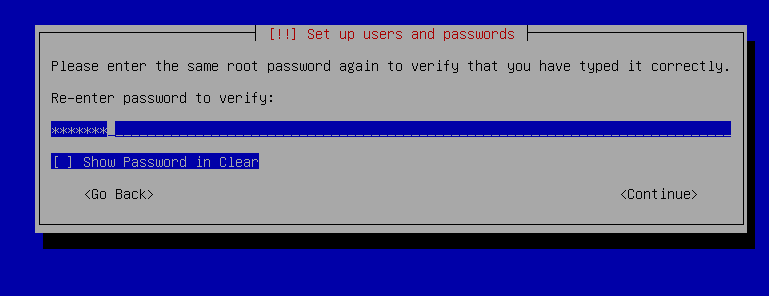 [!!] Set up users and passwords
Please enter the same root password again to verify that you have typed it correctly.
Re-enter password to verify:
*******
[ ] Show Password in Clear
<Go Back> <Continue>